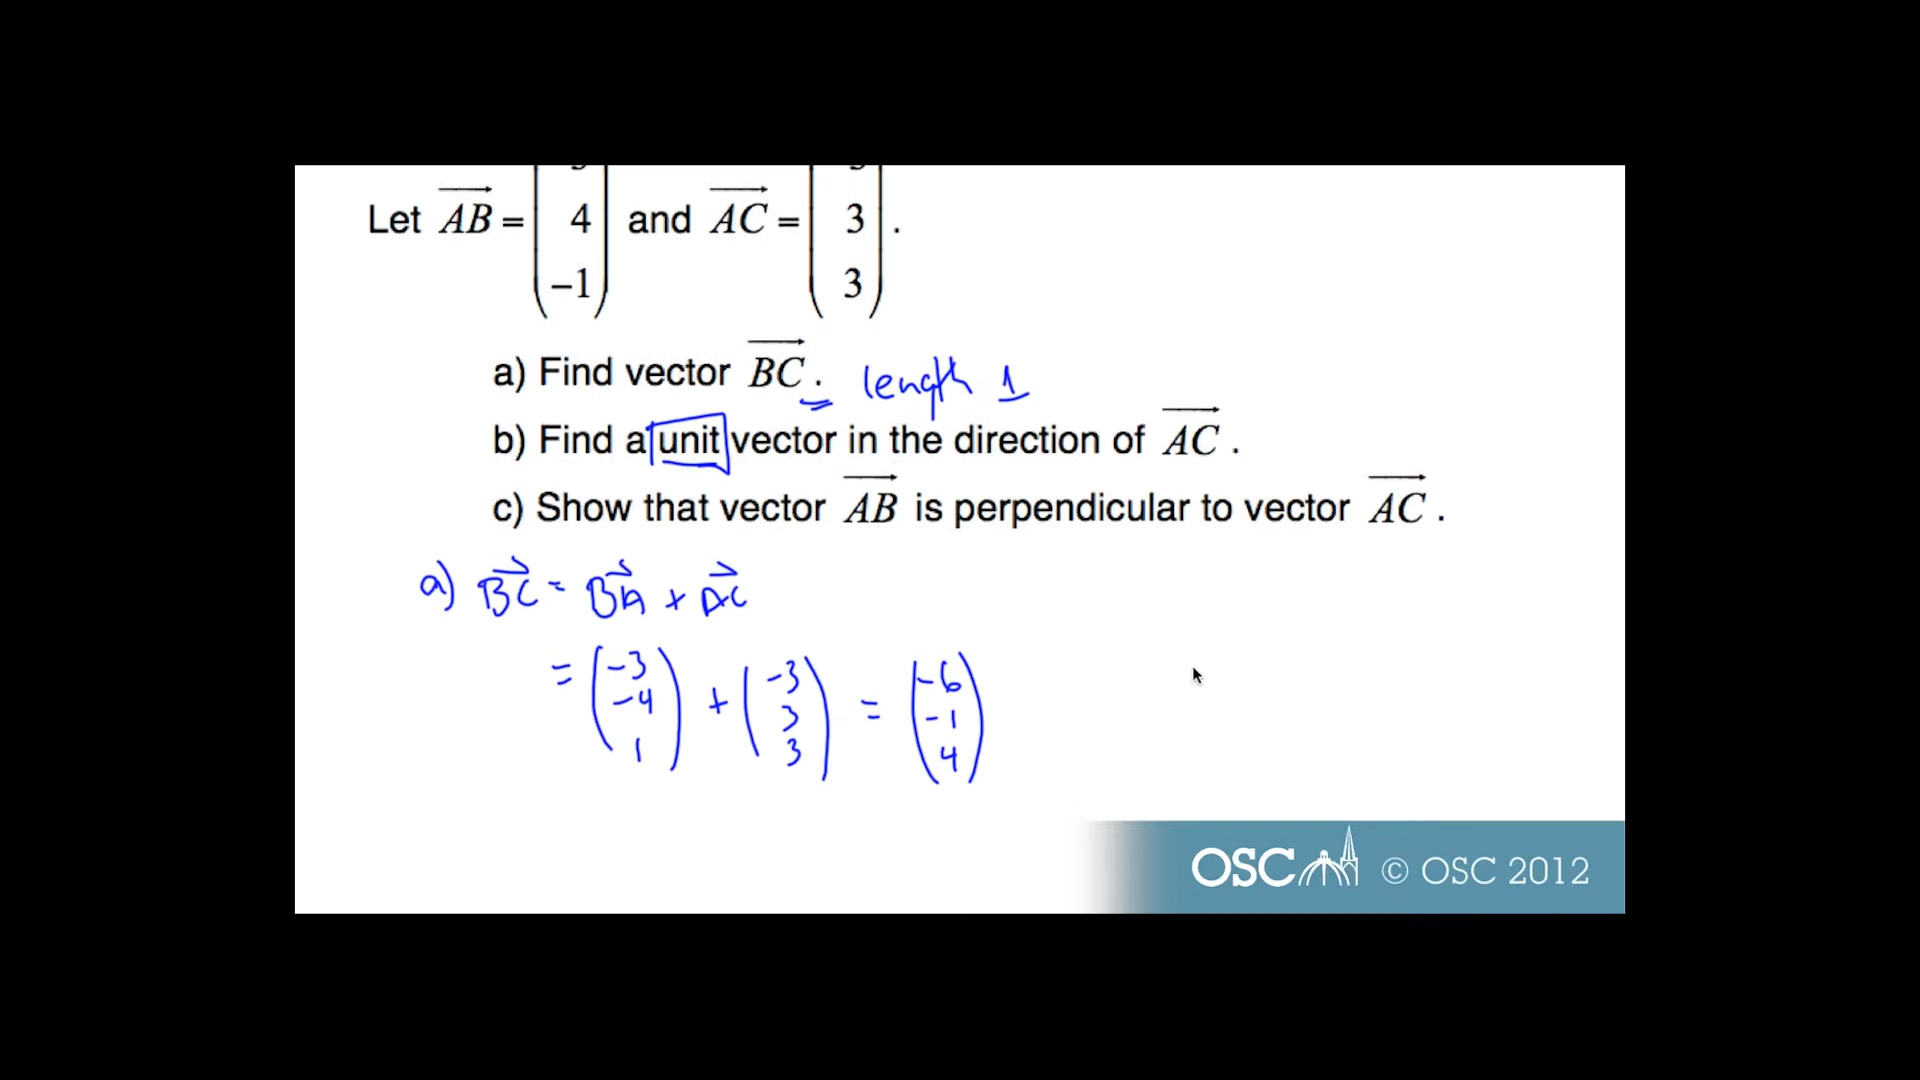 Let AB = ( 4 −1 ) and AC = ( 3 3 ) .
a) Find vector BC . length 1
b) Find a unit vector in the direction of AC .
c) Show that vector AB is perpendicular to vector AC .
a) BC = BA + AC
= ( -3 -4 1 ) + ( -3 3 3 ) = ( -6 -1 4 )
OSC © OSC 2012